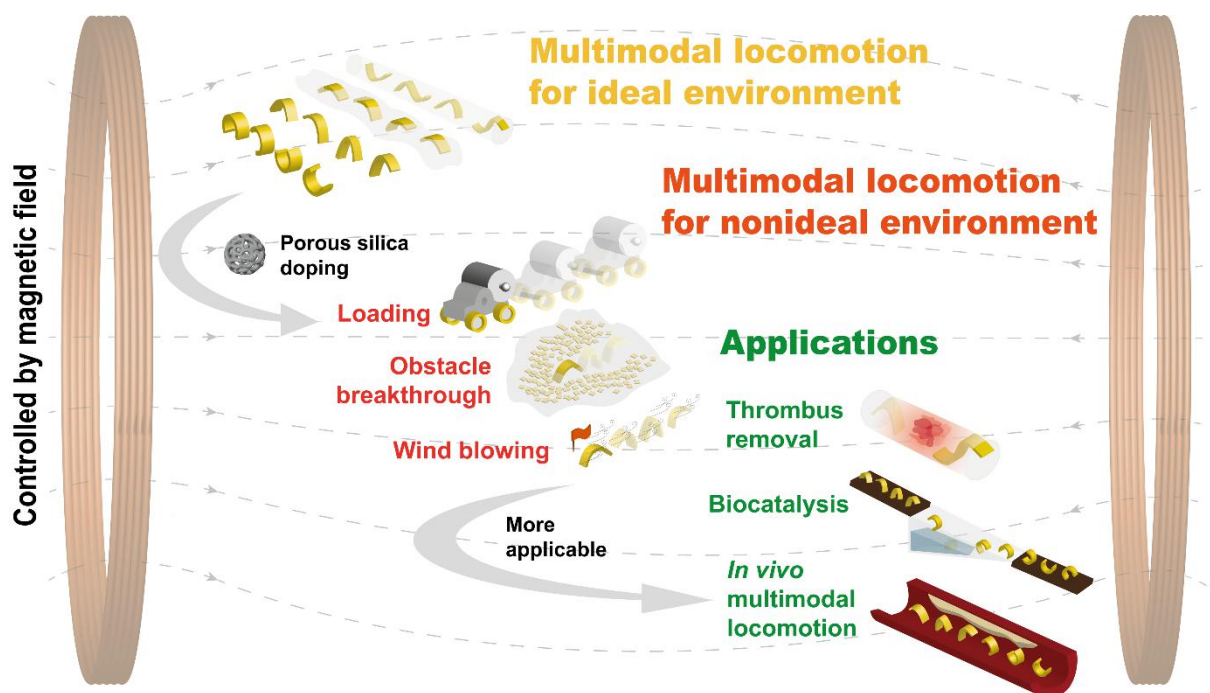 Controlled by magnetic field
Multimodal locomotion
for ideal environment
Multimodal locomotion
for nonideal environment
Porous silica
doping
Loading
Obstacle
breakthrough
Wind blowing
Applications
Thrombus
removal
Biocatalysis
More
applicable
In vivo
multimodal
locomotion